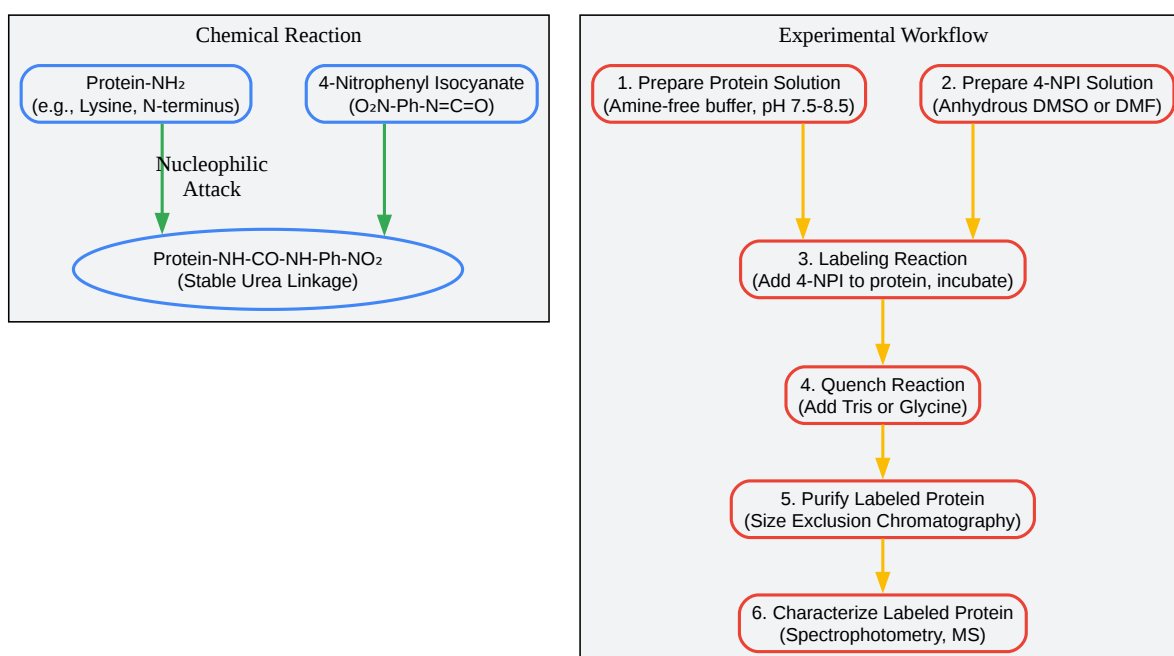 Chemical Reaction
Protein-NH₂
(e.g., Lysine, N-terminus)
4-Nitrophenyl Isocyanate
(O₂N-Ph-N=C=O)
Nucleophilic
Attack
Protein-NH-CO-NH-Ph-NO₂
(Stable Urea Linkage)
Experimental Workflow
1. Prepare Protein Solution
(Amine-free buffer, pH 7.5-8.5)
2. Prepare 4-NPI Solution
(Anhydrous DMSO or DMF)
3. Labeling Reaction
(Add 4-NPI to protein, incubate)
4. Quench Reaction
(Add Tris or Glycine)
5. Purify Labeled Protein
(Size Exclusion Chromatography)
6. Characterize Labeled Protein
(Spectrophotometry, MS)